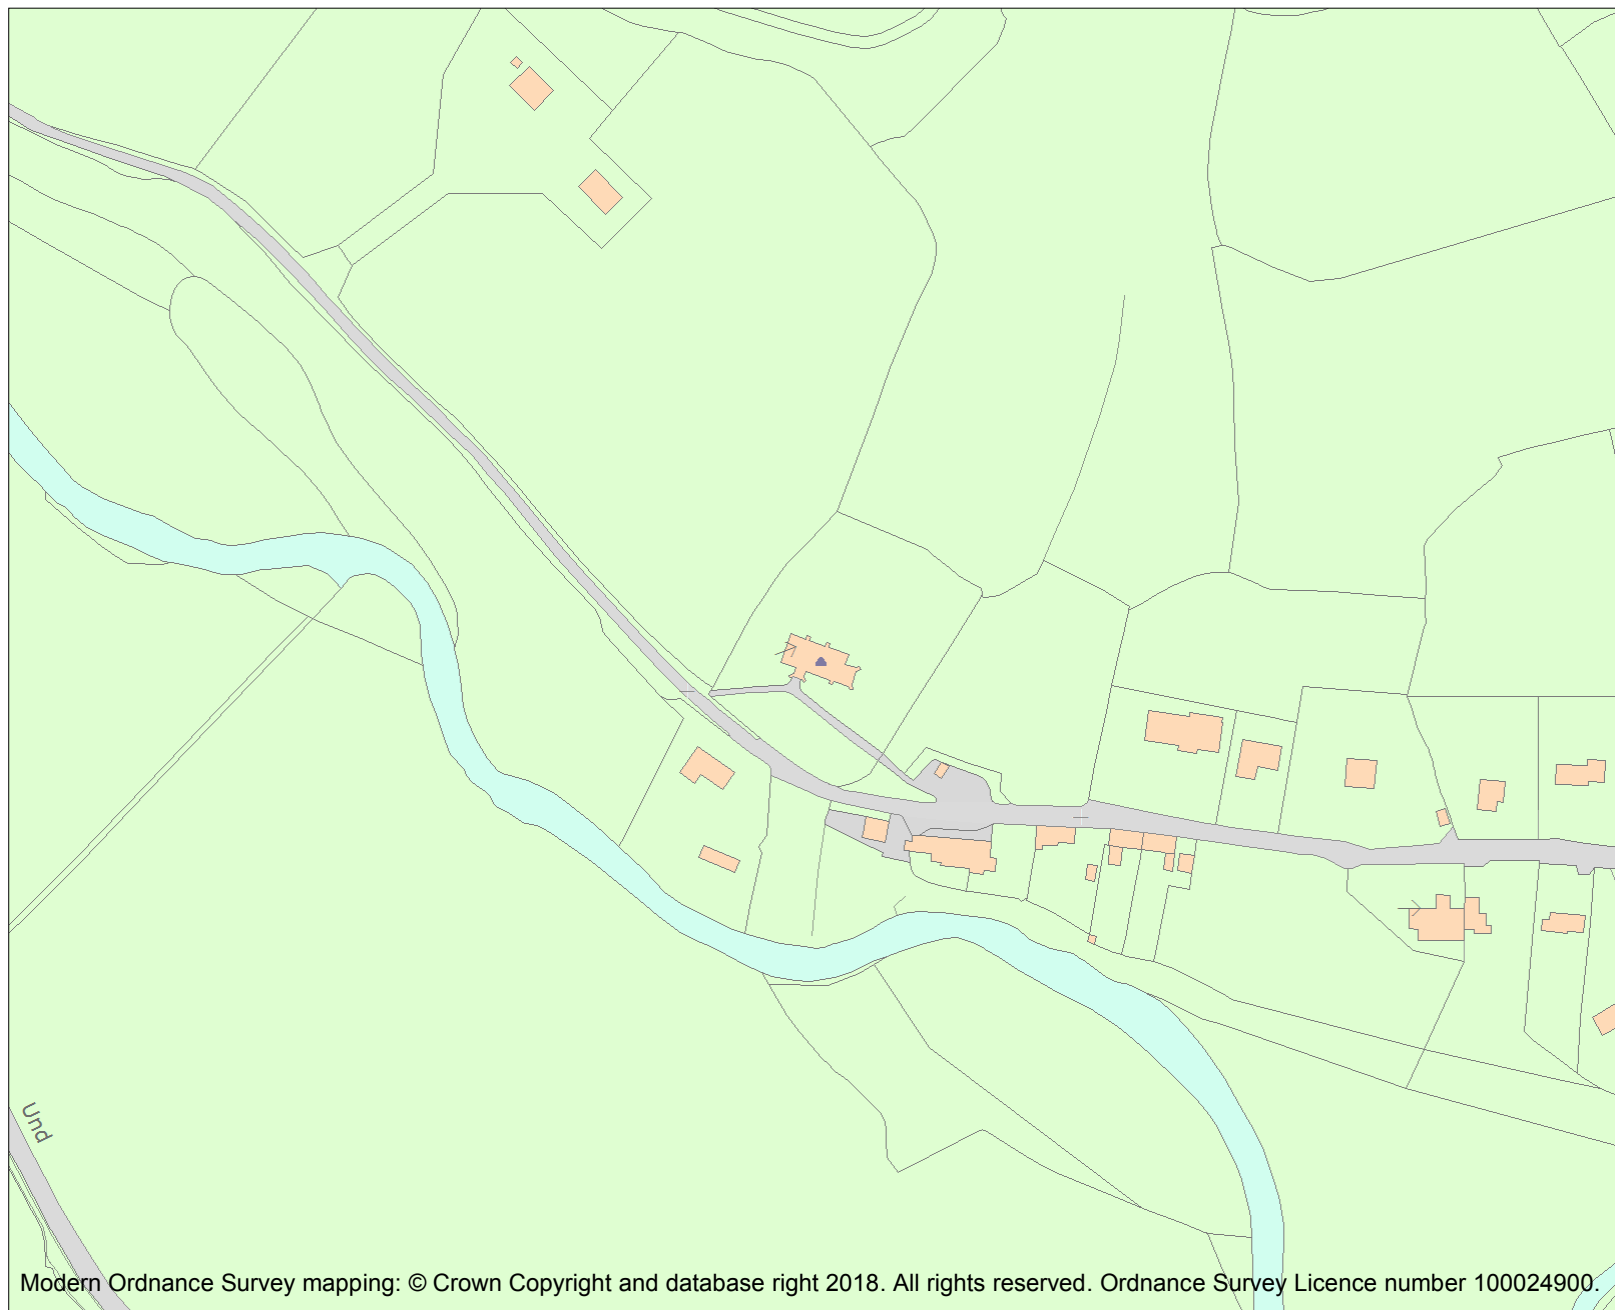 Und
Modern Ordnance Survey mapping: © Crown Copyright and database right 2018. All rights reserved. Ordnance Survey Licence number 100024900.